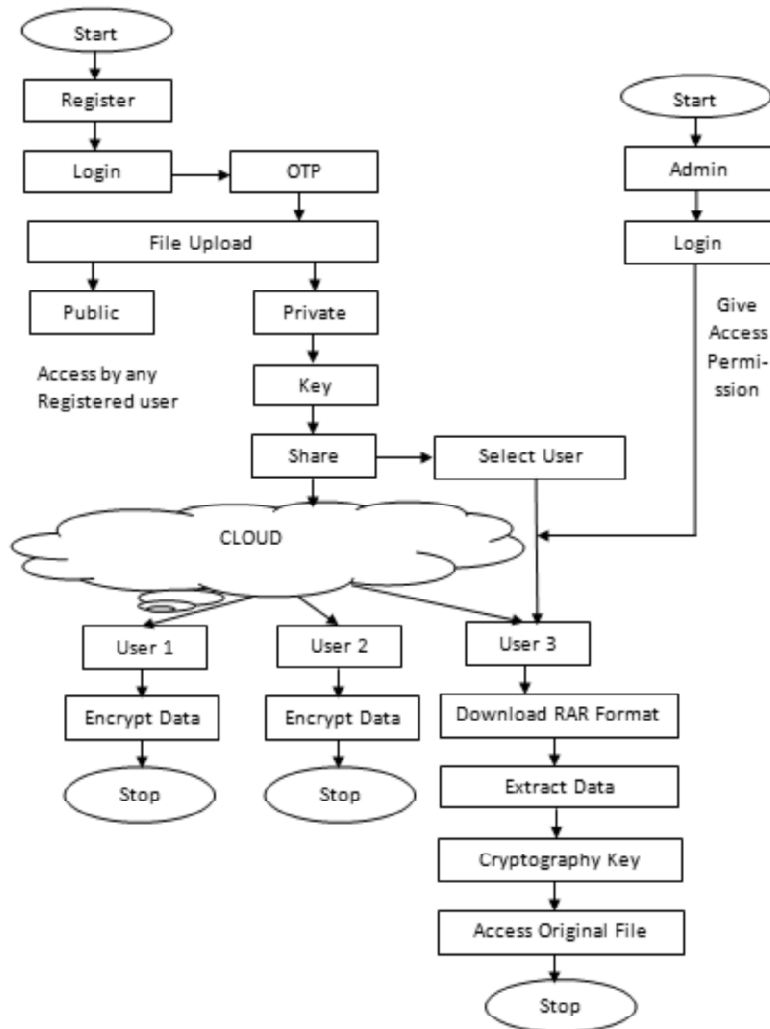 Start
Register
Login
OTP
File Upload
Public
Private
Access by any
Registered user
Key
Share
Select User
Start
Admin
Login
Give
Access
Permi-
ssion
CLOUD
User 1
User 2
User 3
Encrypt Data
Encrypt Data
Download RAR Format
Stop
Stop
Extract Data
Cryptography Key
Access Original File
Stop